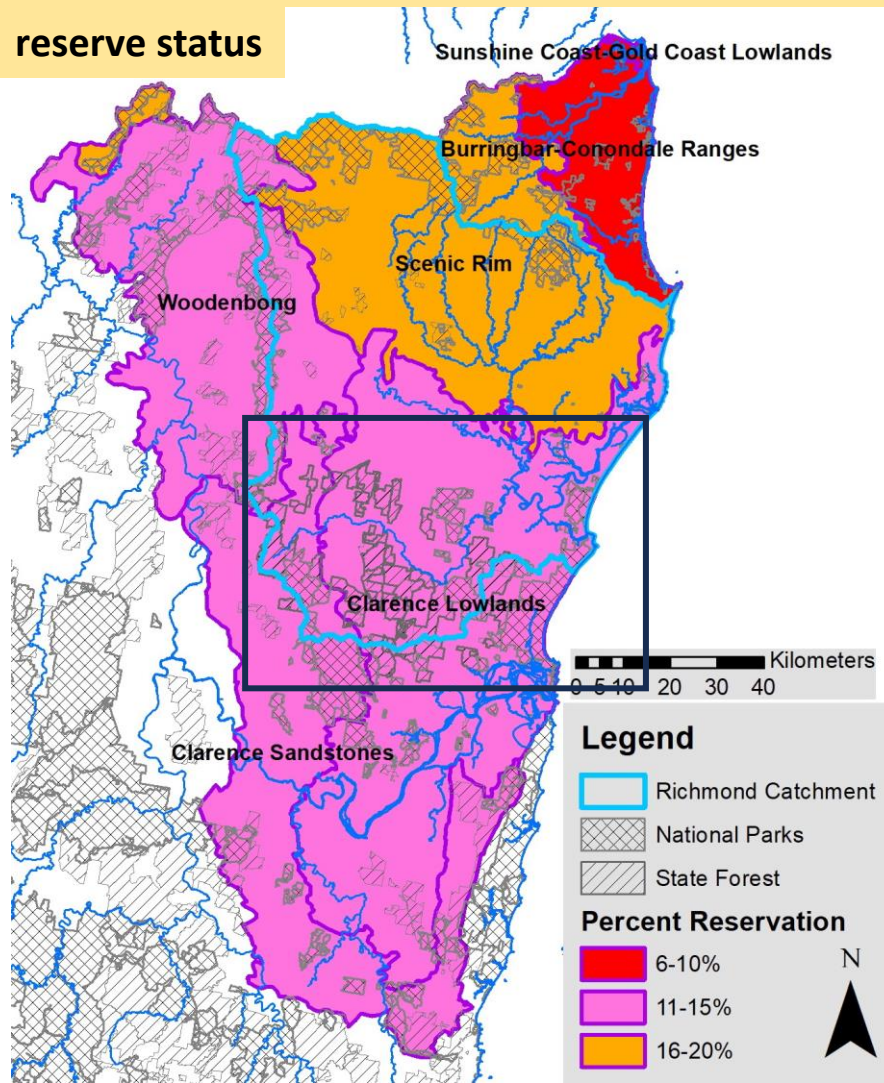 reserve status
Sunshine Coast-Gold Coast Lowlands
Burringbar-Conondale Ranges
Scenic Rim
Woodenbong
Clarence Lowlands
Clarence Sandstones
Kilometers
0 5 10 20 30 40
Legend
Richmond Catchment
National Parks
State Forest
Percent Reservation
6-10%
11-15%
16-20%
N